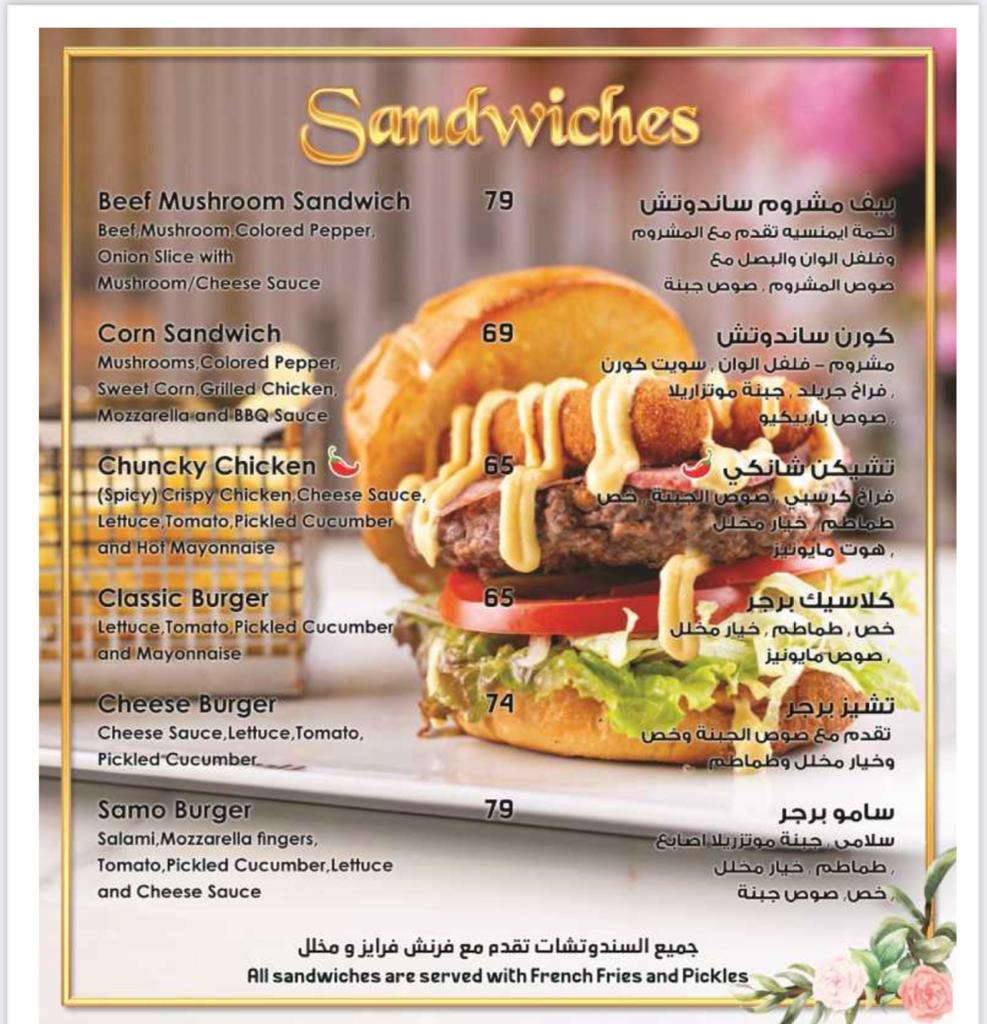 Sandwiches
Beef Mushroom Sandwich 79 بيف مشروم ساندوتش
Beef,Mushroom,Colored Pepper, لحمة ايمنسيه تقدم مع المشروم
Onion Slice with وفلفل الوان والبصل مع
Mushroom/Cheese Sauce صوص المشروم , صوص جبنة
Corn Sandwich 69 كورن ساندوتش
Mushrooms,Colored Pepper, مشروم – فلفل الوان , سويت كورن
Sweet Corn,Grilled Chicken, , فراخ جريلد , جبنة موتزاريلا
Mozzarella and BBQ Sauce , صوص باربيكيو
Chuncky Chicken 65 تشيكن شانكي
(Spicy) Crispy Chicken,Cheese Sauce, فراخ كرسبي , صوص الجبنة , خص
Lettuce,Tomato,Pickled Cucumber طماطم , خيار مخلل
and Hot Mayonnaise , هوت مايونيز
Classic Burger 65 كلاسيك برجر
Lettuce,Tomato,Pickled Cucumber خص , طماطم , خيار مخلل
and Mayonnaise , صوص مايونيز
Cheese Burger 74 تشيز برجر
Cheese Sauce,Lettuce,Tomato, تقدم مع صوص الجبنة وخص
Pickled Cucumber وخيار مخلل وطماطم
Samo Burger 79 سامو برجر
Salami,Mozzarella fingers, سلامى , جبنة موتزريلا اصابع
Tomato,Pickled Cucumber,Lettuce , طماطم , خيار مخلل
and Cheese Sauce , خص, صوص جبنة
جميع السندوتشات تقدم مع فرنش فرايز و مخلل
All sandwiches are served with French Fries and Pickles